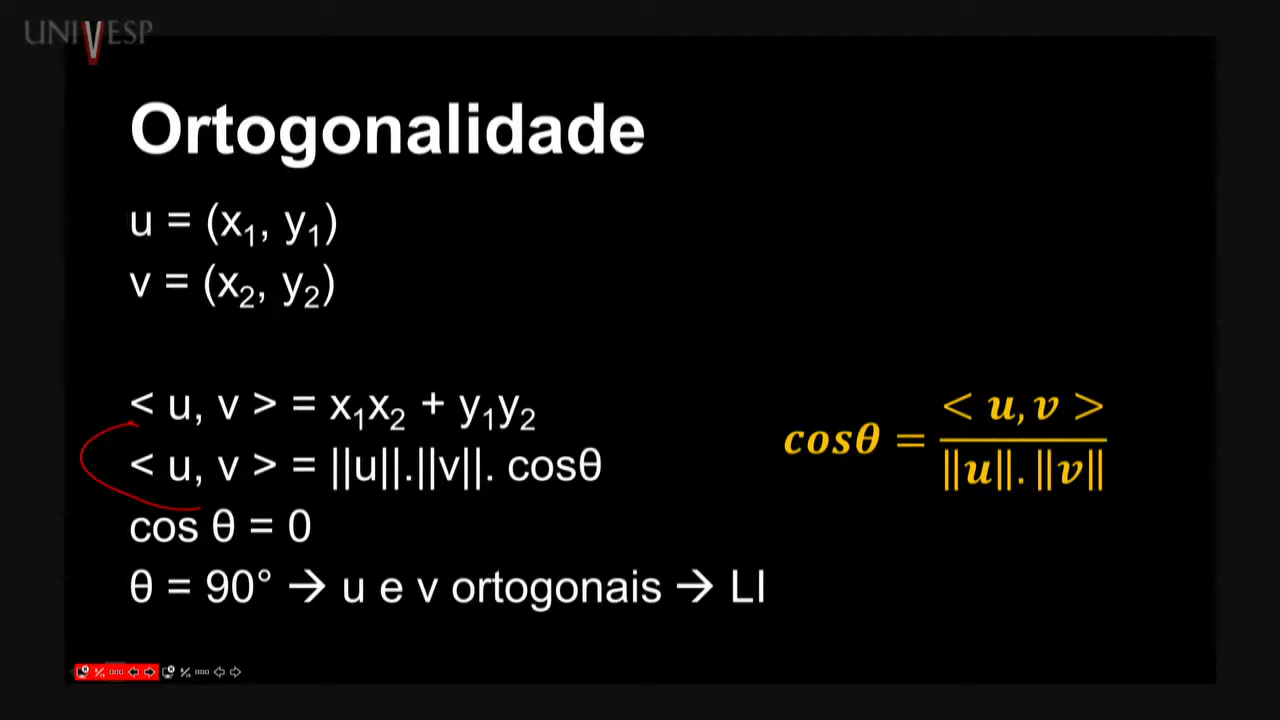 UNIVESP
Ortogonalidade
u = (x₁, y₁)
v = (x₂, y₂)
< u, v > = x₁x₂ + y₁y₂
< u, v > = ||u||.||v||. cosθ
cosθ = < u, v > / ||u||.||v||
cos θ = 0
θ = 90° → u e v ortogonais → LI